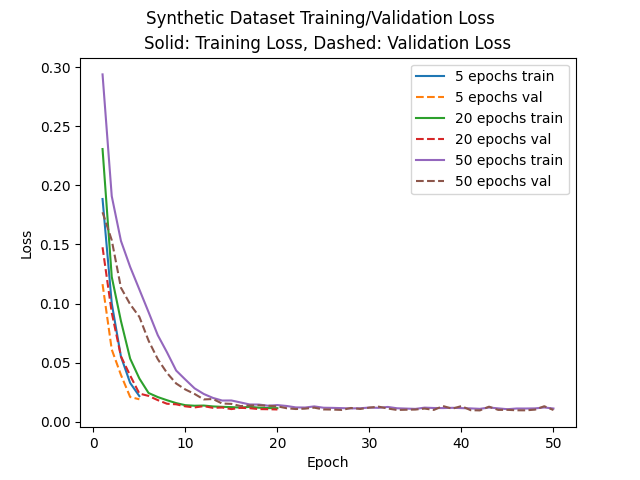 Synthetic Dataset Training/Validation Loss
Solid: Training Loss, Dashed: Validation Loss
0.30
0.25
0.20
0.15
0.10
0.05
0.00
Loss
5 epochs train
5 epochs val
20 epochs train
20 epochs val
50 epochs train
50 epochs val
0 10 20 30 40 50
Epoch